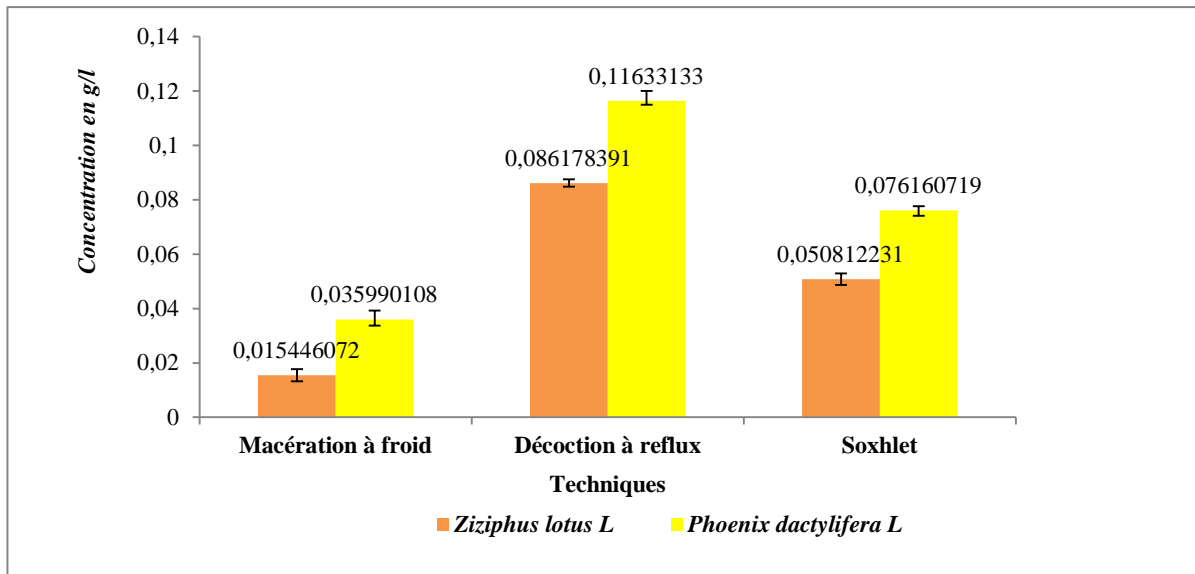 Concentration en g/l
0,14
0,12
0,1
0,08
0,06
0,04
0,02
0
0,015446072
0,035990108
0,086178391
0,11633133
0,050812231
0,076160719
Macération à froid
Décoction à reflux
Soxhlet
Techniques
Ziziphus lotus L
Phoenix dactylifera L